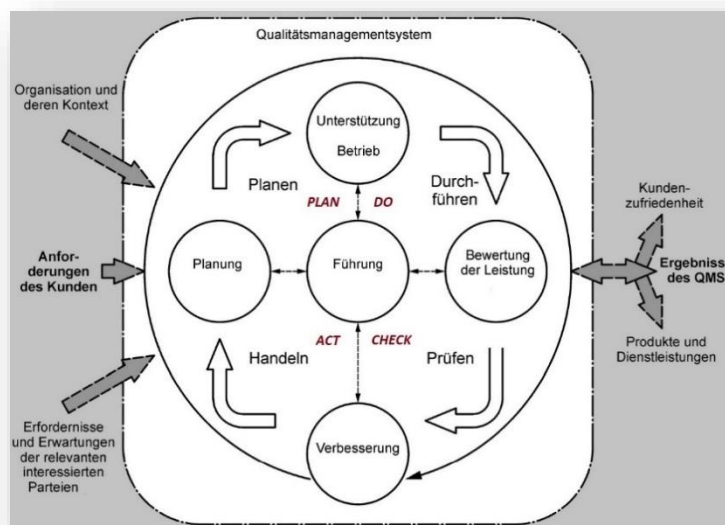 Qualitätsmanagementsystem
Organisation und
deren Kontext
Unterstützung
Betrieb
Planen
Durch-
führen
PLAN
DO
Kunden-
zufriedenheit
Anfor-
derungen
des Kunden
Planung
Führung
Bewertung
der Leistung
Ergebnisse
des QMS
ACT
CHECK
Handeln
Prüfen
Produkte und
Dienstleistungen
Erfordernisse
und Erwartungen
der relevanten
interessierten
Parteien
Verbesserung